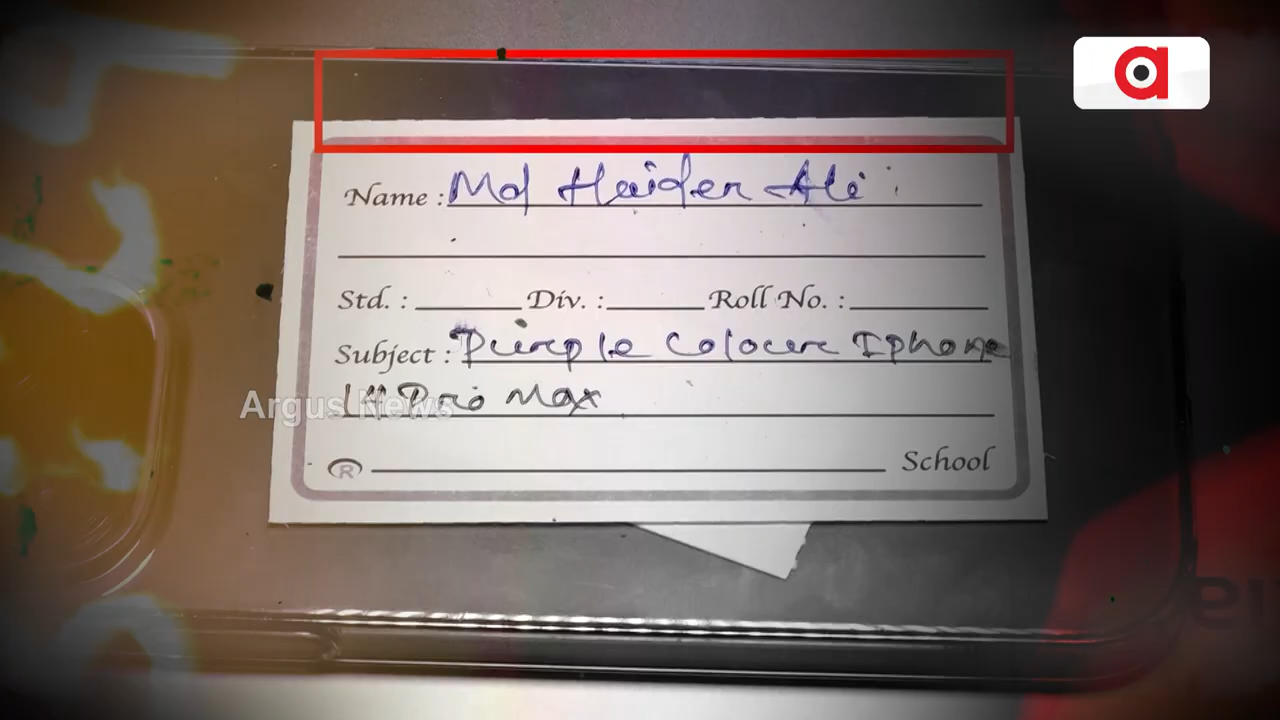 a
Name : Md Haider Ali
Std. : Div. : Roll No. :
Subject : Purple Colour Iphone
14 Pro Max
Argus News
R School